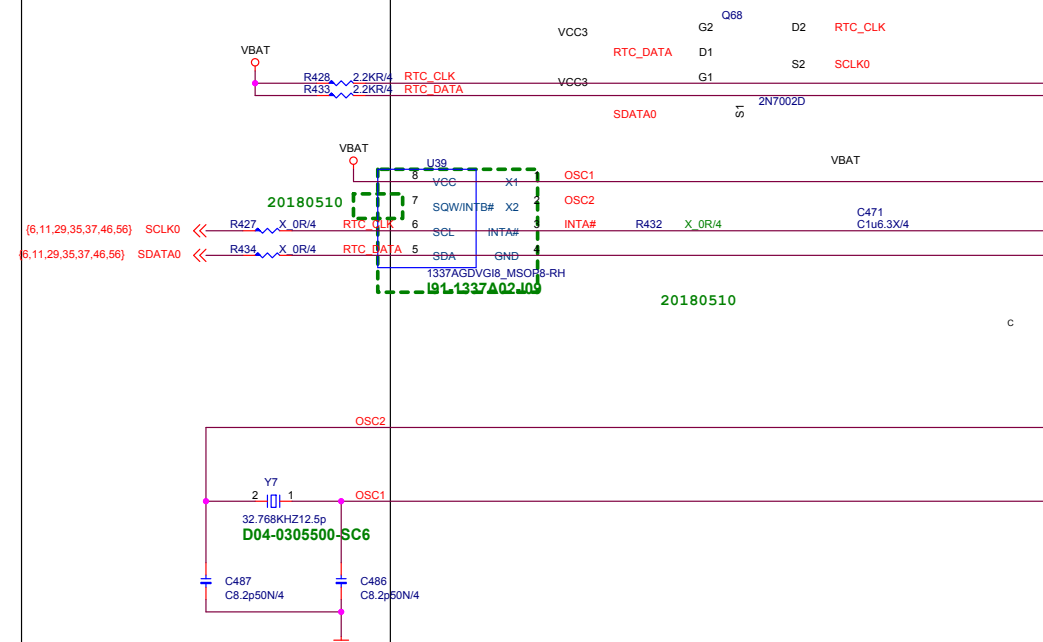 Q68
VCC3 G2 D2 RTC_CLK
VBAT
RTC_DATA D1
S2 SCLK0
R428 2.2KR/4 RTC_CLK
VCC3 G1
R433 2.2KR/4 RTC_DATA
2N7002D
SDATA0 S1
VBAT
VBAT
U39
8 VCC X1 1 OSC1
20180510
7 SQW/INTB# X2 2 OSC2
C471
{6,11,29,35,37,46,56} SCLK0 R427 X_0R/4 RTC_CLK 6 SCL INTA# 3 INTA# R432 X_0R/4
C1u6.3X/4
{6,11,29,35,37,46,56} SDATA0 R434 X_0R/4 RTC_DATA 5 SDA GND 4
1337AGDVGI8_MSOP8-RH
I91-1337A02-I09
20180510
C
OSC2
Y7
2 1 OSC1
32.768KHZ12.5p
D04-0305500-SC6
C487 C486
C8.2p50N/4 C8.2p50N/4